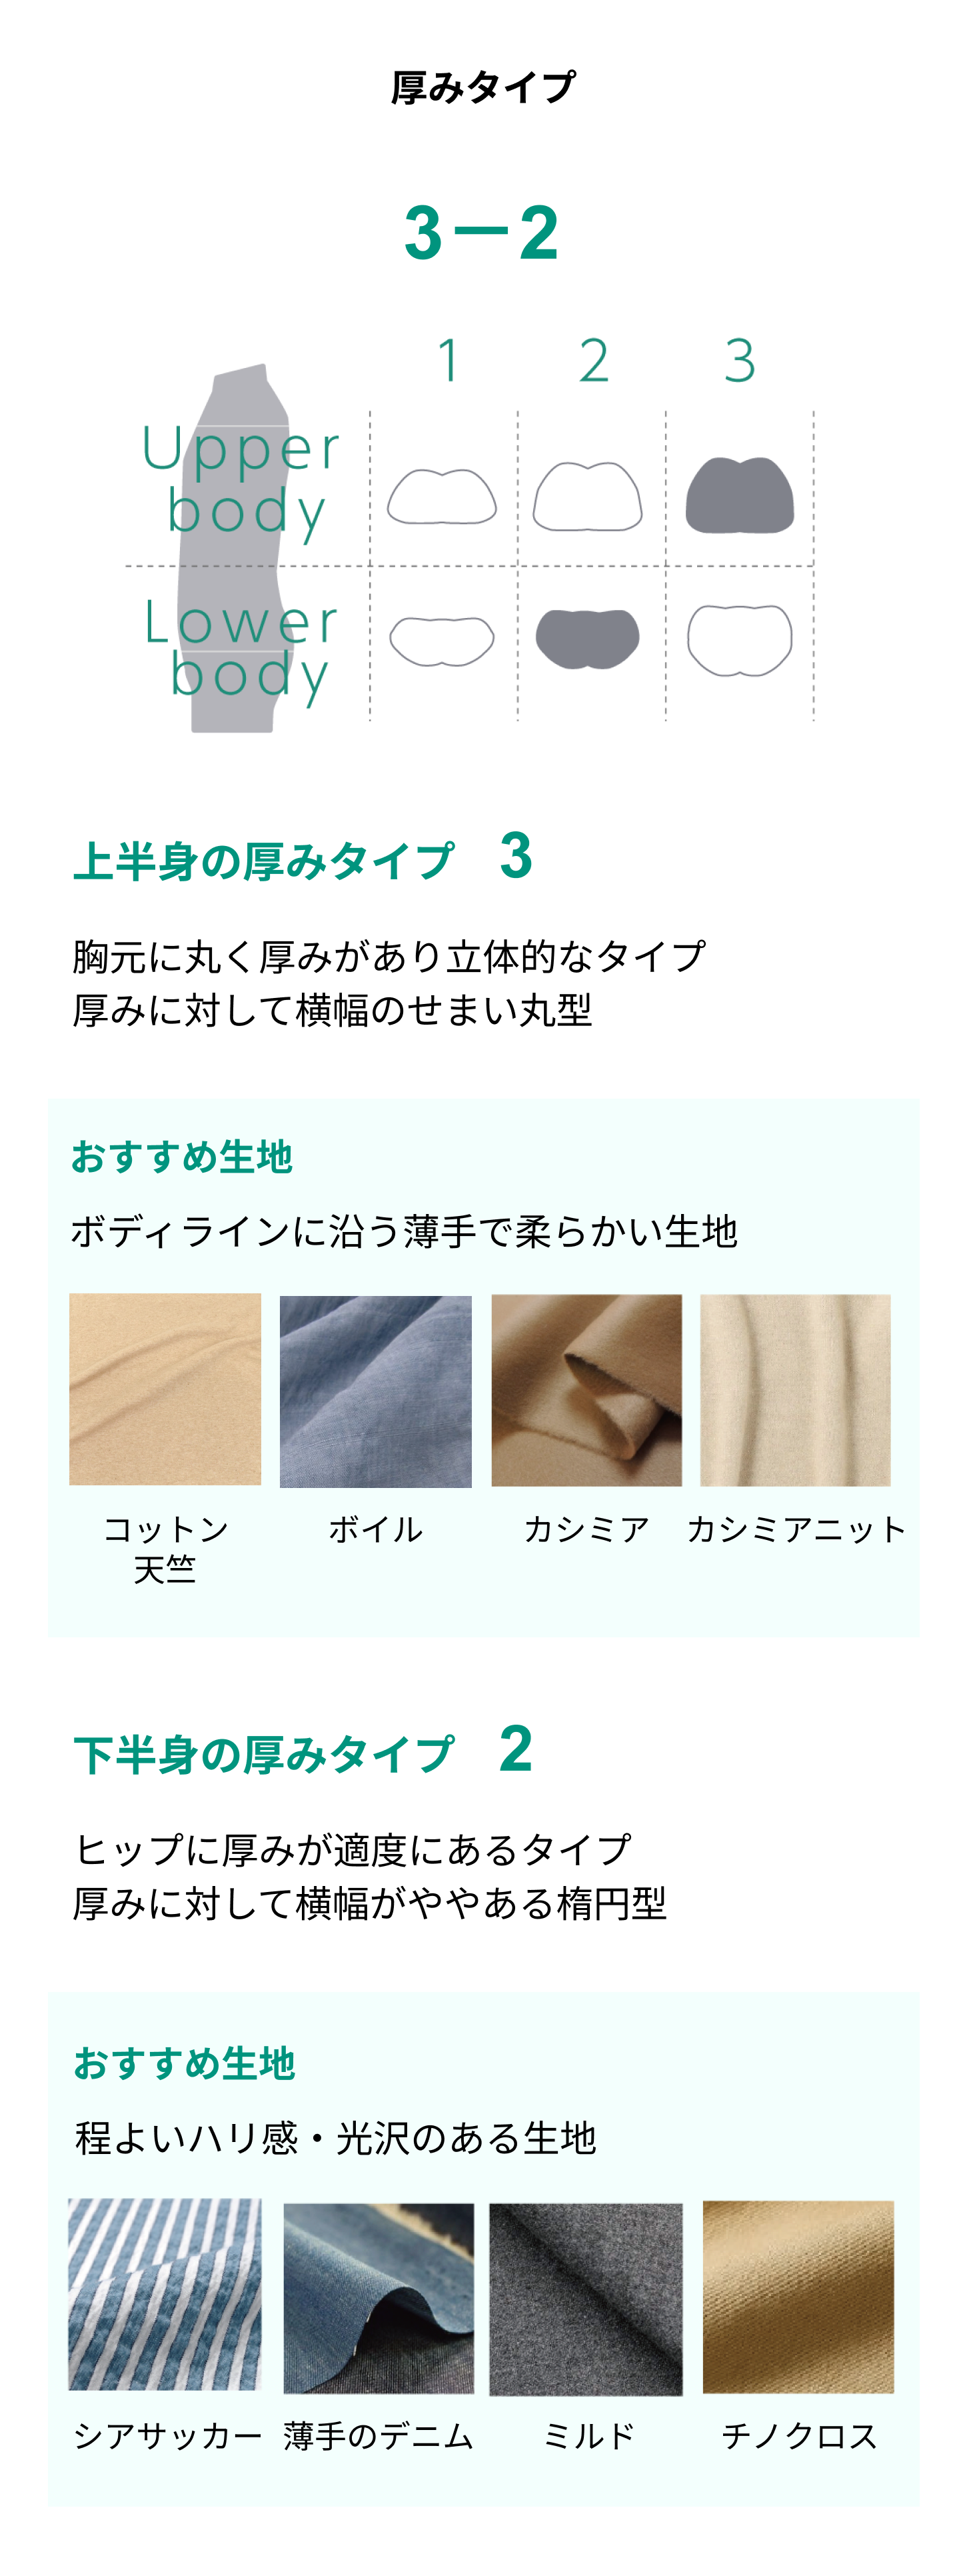 厚みタイプ
3ー2
1 2 3
Upper
body
Lower
body
上半身の厚みタイプ 3
胸元に丸く厚みがあり立体的なタイプ
厚みに対して横幅のせまい丸型
おすすめ生地
ボディラインに沿う薄手で柔らかい生地
コットン
天竺
ボイル
カシミア
カシミアニット
下半身の厚みタイプ 2
ヒップに厚みが適度にあるタイプ
厚みに対して横幅がややある楕円型
おすすめ生地
程よいハリ感・光沢のある生地
シアサッカー
薄手のデニム
ミルド
チノクロス